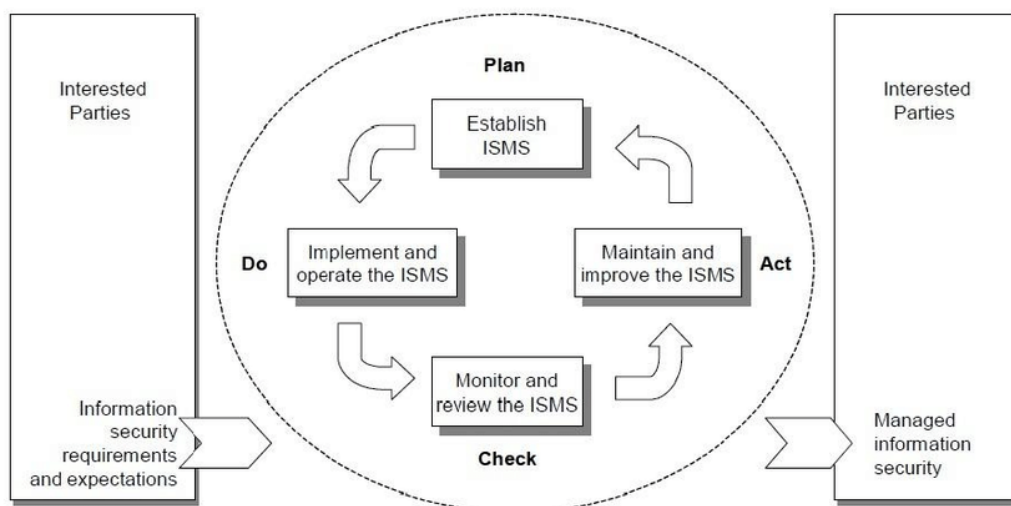 Interested
Parties
Information
security
requirements
and expectations
Plan
Establish
ISMS
Do
Implement and
operate the ISMS
Maintain and
improve the ISMS
Act
Monitor and
review the ISMS
Check
Interested
Parties
Managed
information
security